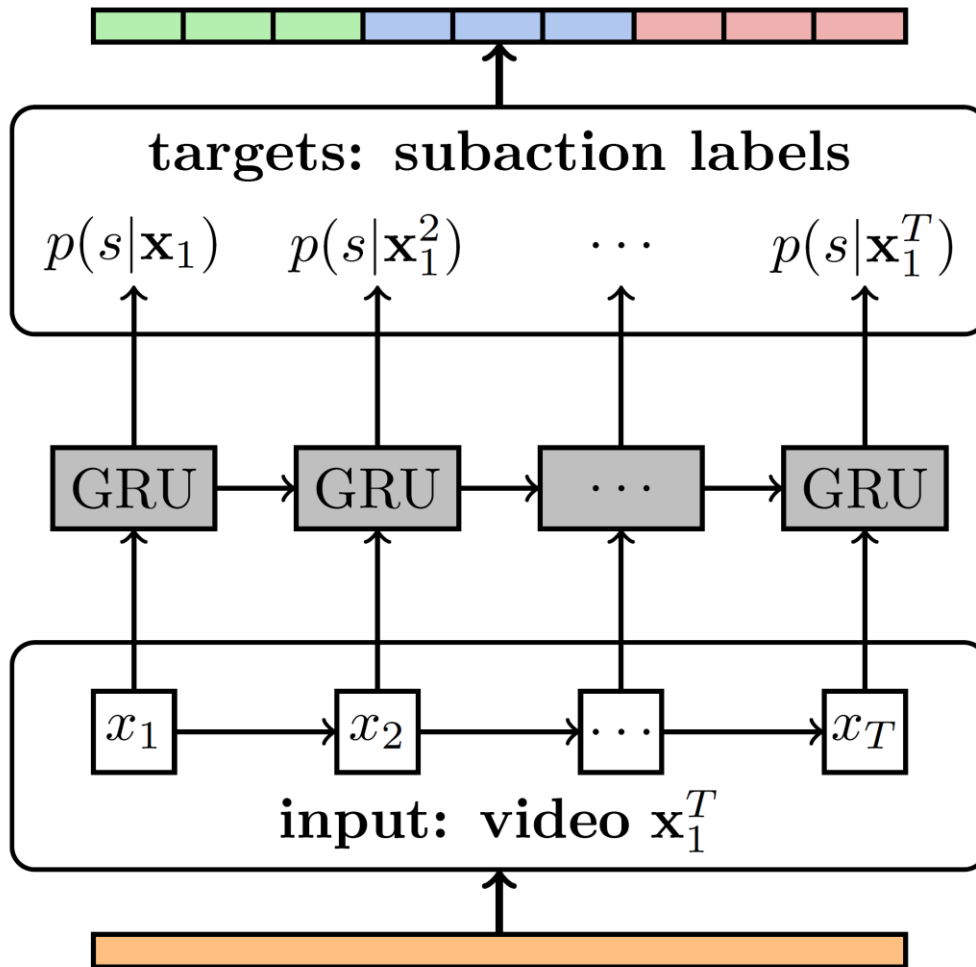 targets: subaction labels
p(s|𝐱₁) p(s|𝐱₁²) ··· p(s|𝐱₁ᵀ)
GRU GRU ··· GRU
x₁ x₂ ··· x_T
input: video 𝐱₁ᵀ